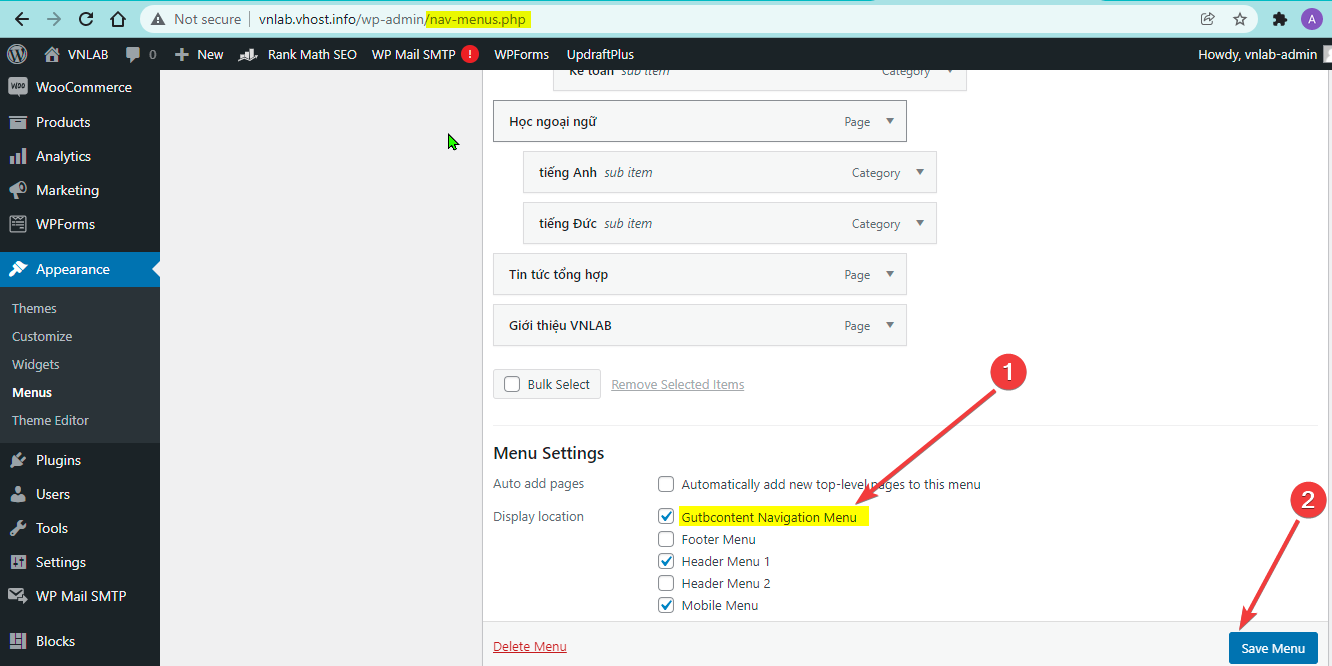 Not secure | vnlab.vhost.info/wp-admin/nav-menus.php
A
VNLAB 0 New Rank Math SEO WP Mail SMTP ! WPForms UpdraftPlus Howdy, vnlab-admin
WooCommerce
Products
Analytics
Marketing
WPForms
Appearance
Themes
Customize
Widgets
Menus
Theme Editor
Plugins
Users
Tools
Settings
WP Mail SMTP
Blocks
Kế toán sub item Category
Học ngoại ngữ Page
tiếng Anh sub item Category
tiếng Đức sub item Category
Tin tức tổng hợp Page
Giới thiệu VNLAB Page
Bulk Select Remove Selected Items
1
Menu Settings
Auto add pages Automatically add new top-level pages to this menu
2
Display location Gutbcontent Navigation Menu
Footer Menu
Header Menu 1
Header Menu 2
Mobile Menu
Delete Menu Save Menu